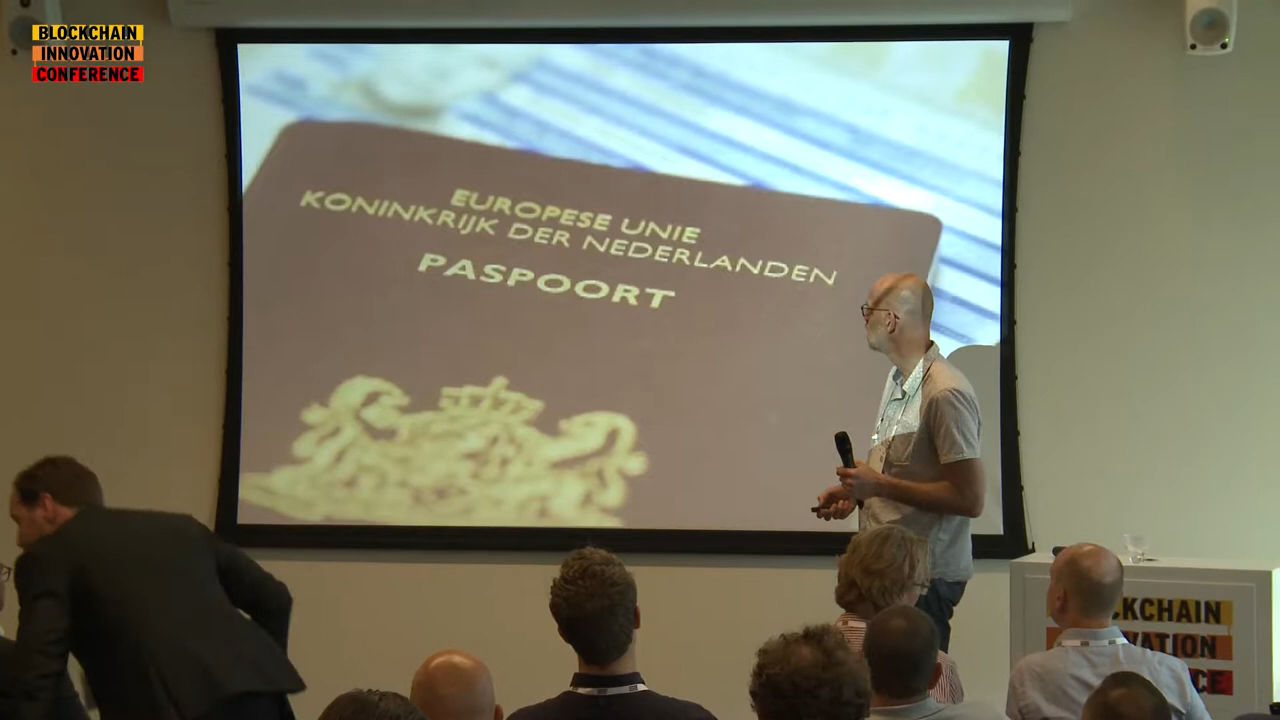 BLOCKCHAIN
INNOVATION
CONFERENCE
EUROPESE UNIE
KONINKRIJK DER NEDERLANDEN
PASPOORT